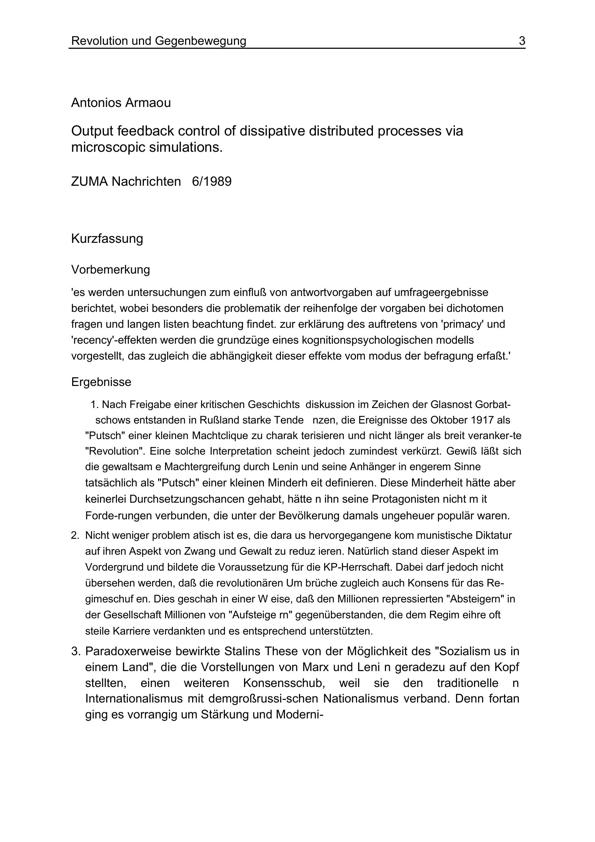 Revolution und Gegenbewegung 3
Antonios Armaou
Output feedback control of dissipative distributed processes via
microscopic simulations.
ZUMA Nachrichten 6/1989
Kurzfassung
Vorbemerkung
'es werden untersuchungen zum einfluß von antwortvorgaben auf umfrageergebnisse
berichtet, wobei besonders die problematik der reihenfolge der vorgaben bei dichotomen
fragen und langen listen beachtung findet. zur erklärung des auftretens von 'primacy' und
'recency'-effekten werden die grundzüge eines kognitionspsychologischen modells
vorgestellt, das zugleich die abhängigkeit dieser effekte vom modus der befragung erfaßt.'
Ergebnisse
1. Nach Freigabe einer kritischen Geschichts diskussion im Zeichen der Glasnost Gorbat-
schows entstanden in Rußland starke Tende nzen, die Ereignisse des Oktober 1917 als
"Putsch" einer kleinen Machtclique zu charak terisieren und nicht länger als breit veranker-te
"Revolution". Eine solche Interpretation scheint jedoch zumindest verkürzt. Gewiß läßt sich
die gewaltsam e Machtergreifung durch Lenin und seine Anhänger in engerem Sinne
tatsächlich als "Putsch" einer kleinen Minderh eit definieren. Diese Minderheit hätte aber
keinerlei Durchsetzungschancen gehabt, hätte n ihn seine Protagonisten nicht m it
Forde-rungen verbunden, die unter der Bevölkerung damals ungeheuer populär waren.
2. Nicht weniger problem atisch ist es, die dara us hervorgegangene kom munistische Diktatur
auf ihren Aspekt von Zwang und Gewalt zu reduz ieren. Natürlich stand dieser Aspekt im
Vordergrund und bildete die Voraussetzung für die KP-Herrschaft. Dabei darf jedoch nicht
übersehen werden, daß die revolutionären Um brüche zugleich auch Konsens für das Re-
gimeschuf en. Dies geschah in einer W eise, daß den Millionen repressierten "Absteigern" in
der Gesellschaft Millionen von "Aufsteige rn" gegenüberstanden, die dem Regim eihre oft
steile Karriere verdankten und es entsprechend unterstützten.
3. Paradoxerweise bewirkte Stalins These von der Möglichkeit des "Sozialism us in
einem Land", die die Vorstellungen von Marx und Leni n geradezu auf den Kopf
stellten, einen weiteren Konsensschub, weil sie den traditionelle n
Internationalismus mit demgroßrussi-schen Nationalismus verband. Denn fortan
ging es vorrangig um Stärkung und Moderni-